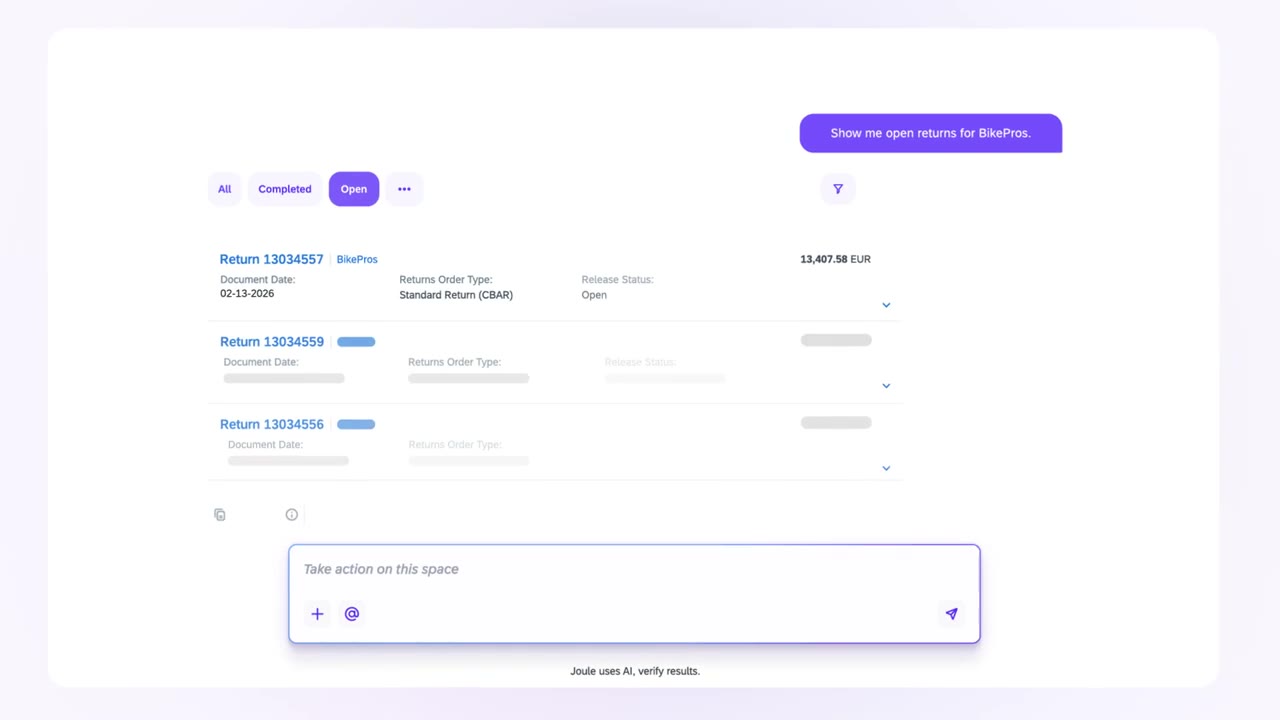 Show me open returns for BikePros.
All Completed Open •••
Return 13034557 BikePros 13,407.58 EUR
Document Date: Returns Order Type: Release Status:
02-13-2026 Standard Return (CBAR) Open
Return 13034559
Document Date: Returns Order Type: Release Status:
Return 13034556
Document Date: Returns Order Type:
Take action on this space
Joule uses AI, verify results.